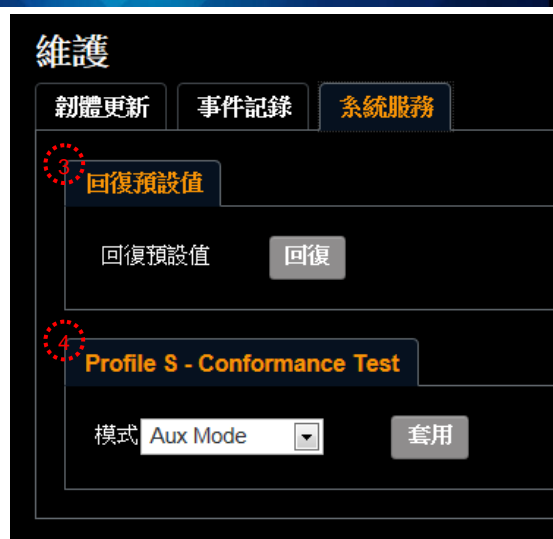 維護
韌體更新 事件記錄 系統服務
3
回復預設值
回復預設值 回復
4
Profile S - Conformance Test
模式 Aux Mode 套用